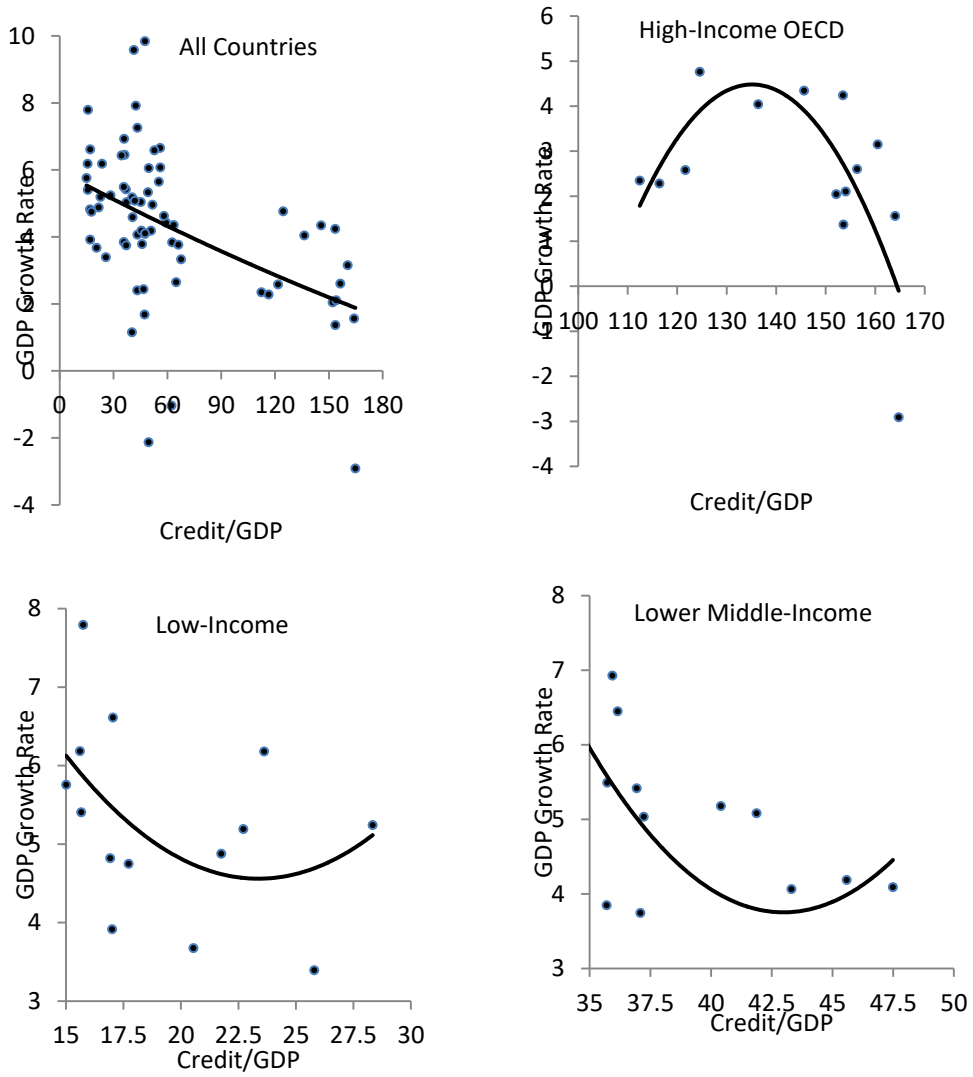 All Countries
10
8
6
4
2
0
-2
-4
GDP Growth Rate
0 30 60 90 120 150 180
Credit/GDP
High-Income OECD
6
5
4
3
2
1
0
-1
-2
-3
-4
GDP Growth Rate
100 110 120 130 140 150 160 170
Credit/GDP
Low-Income
8
7
6
5
4
3
GDP Growth Rate
15 17.5 20 22.5 25 27.5 30
Credit/GDP
Lower Middle-Income
8
7
6
5
4
3
GDP Growth Rate
35 37.5 40 42.5 45 47.5 50
Credit/GDP